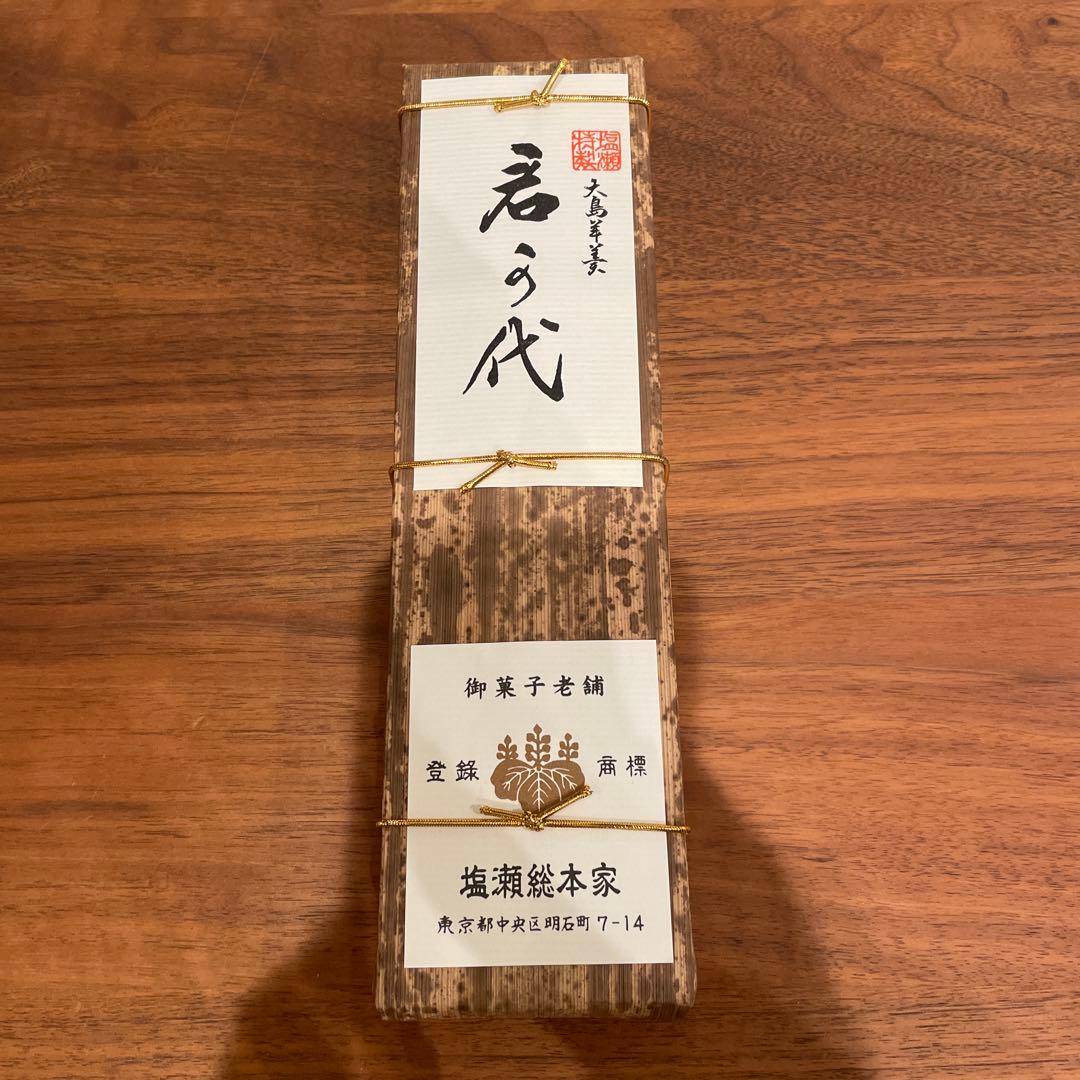 塩瀬
特製
大島羊羹
君か代
御菓子老舗
登録 商標
塩瀬総本家
東京都中央区明石町7-14